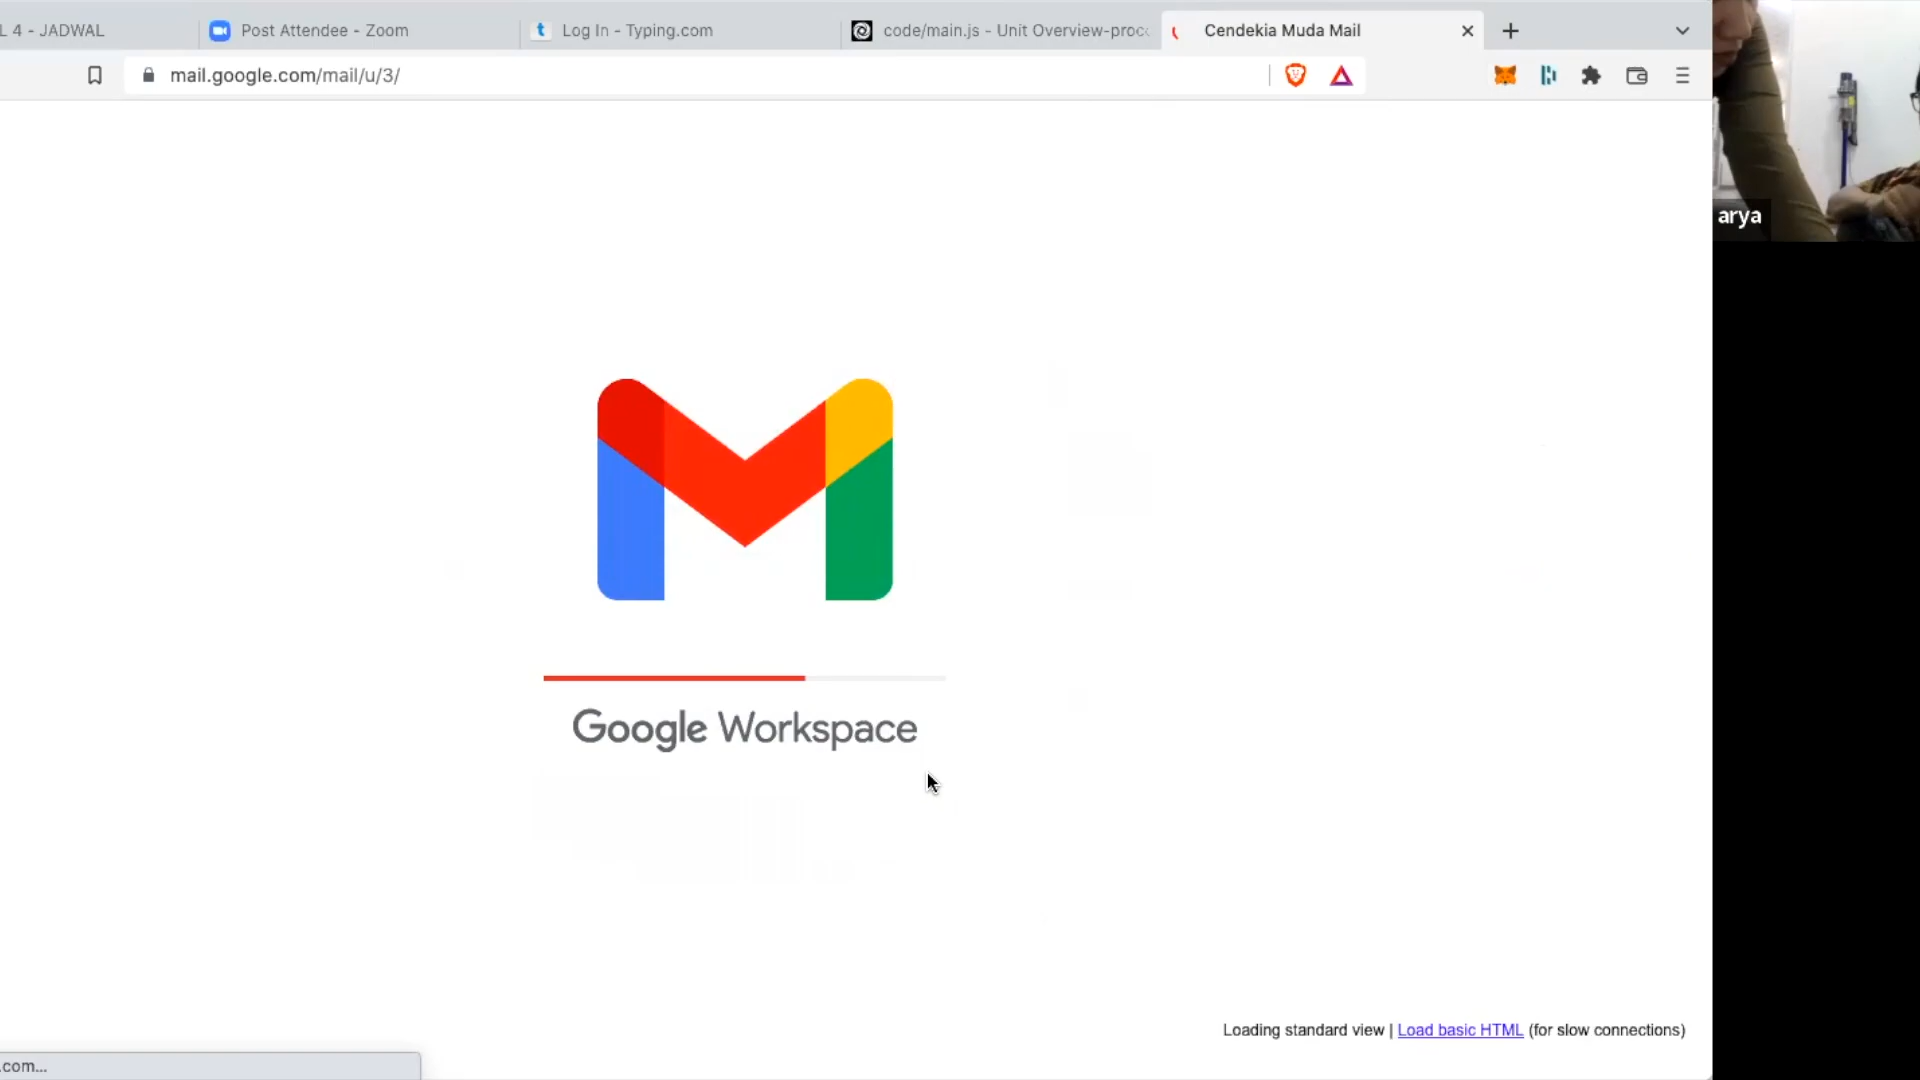 L 4 - JADWAL
Post Attendee - Zoom
Log In - Typing.com
code/main.js - Unit Overview-proc
Cendekia Muda Mail
mail.google.com/mail/u/3/
arya
Google Workspace
Loading standard view | Load basic HTML (for slow connections)
.com...